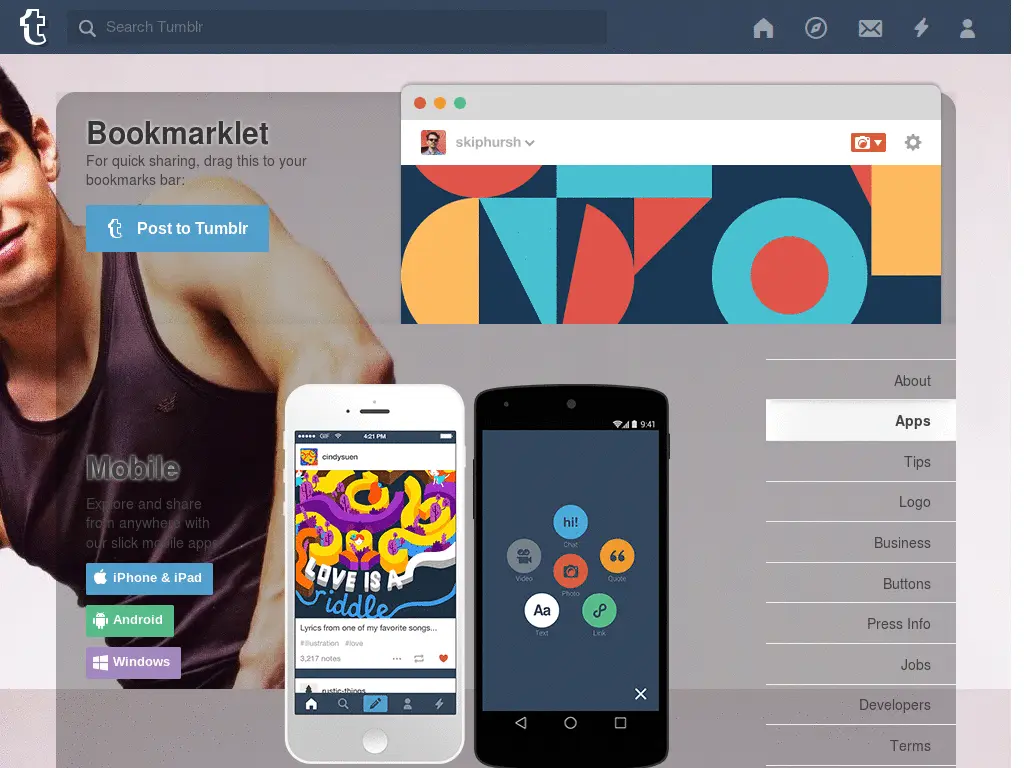 Search Tumblr
Bookmarklet
For quick sharing, drag this to your
bookmarks bar:
Post to Tumblr
skiphursh
About
Apps
Tips
Logo
Business
Buttons
Press Info
Jobs
Developers
Terms
Mobile
Explore and share
from anywhere with
our slick mobile apps.
iPhone & iPad
Android
Windows
GIF
4:21 PM
cindysuen
LOVE IS A
riddle
Lyrics from one of my favorite songs...
#illustration #love
3,217 notes
rustic-things
9:41
hi!
Chat
Video
Quote
Photo
Aa
Text
Link